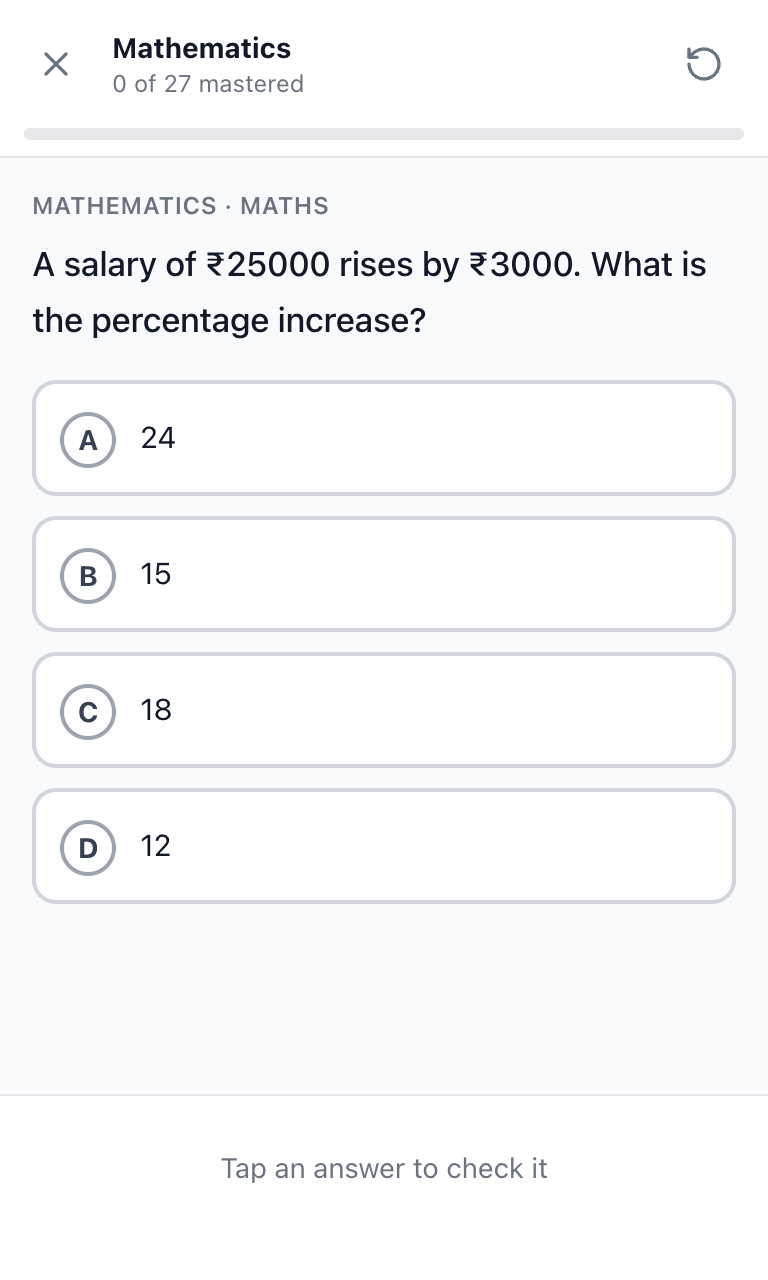 Mathematics
0 of 27 mastered
MATHEMATICS · MATHS
A salary of ₹25000 rises by ₹3000. What is
the percentage increase?
A 24
B 15
C 18
D 12
Tap an answer to check it